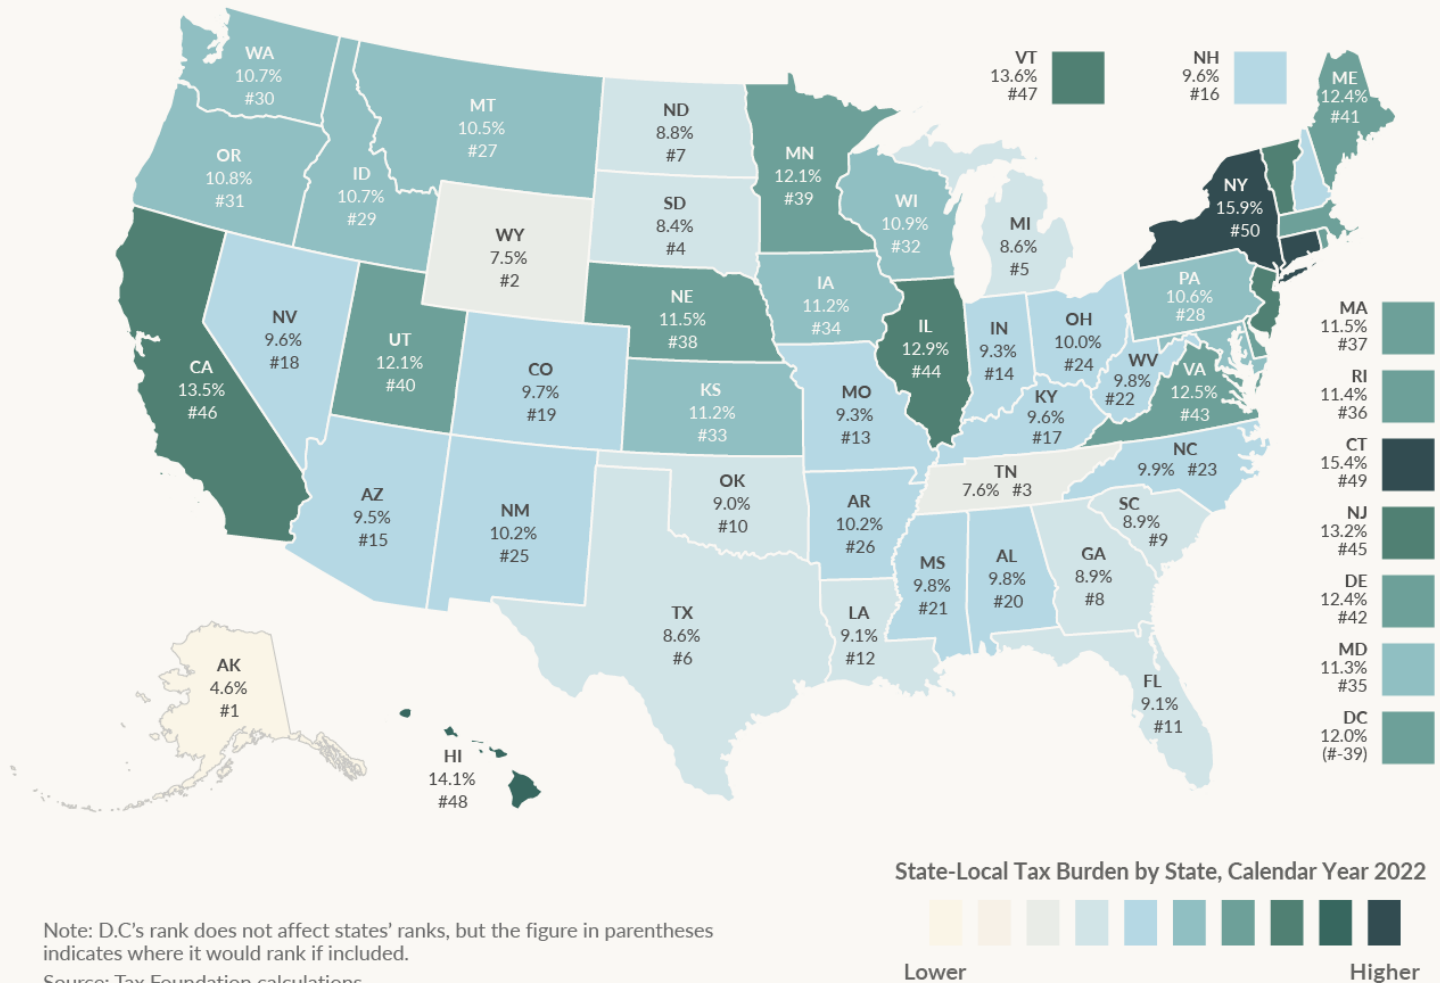 WA
10.7%
#30
MT
10.5%
#27
ND
8.8%
#7
MN
12.1%
#39
VT
13.6%
#47
NH
9.6%
#16
ME
12.4%
#41
OR
10.8%
#31
ID
10.7%
#29
WY
7.5%
#2
SD
8.4%
#4
WI
10.9%
#32
MI
8.6%
#5
NY
15.9%
#50
NV
9.6%
#18
UT
12.1%
#40
NE
11.5%
#38
IA
11.2%
#34
IL
12.9%
#44
IN
9.3%
#14
OH
10.0%
#24
PA
10.6%
#28
MA
11.5%
#37
CA
13.5%
#46
CO
9.7%
#19
KS
11.2%
#33
MO
9.3%
#13
KY
9.6%
#17
WV
9.8%
#22
VA
12.5%
#43
RI
11.4%
#36
AZ
9.5%
#15
NM
10.2%
#25
OK
9.0%
#10
AR
10.2%
#26
TN
7.6% #3
NC
9.9% #23
CT
15.4%
#49
TX
8.6%
#6
LA
9.1%
#12
MS
9.8%
#21
AL
9.8%
#20
GA
8.9%
#8
SC
8.9%
#9
NJ
13.2%
#45
DE
12.4%
#42
AK
4.6%
#1
HI
14.1%
#48
FL
9.1%
#11
MD
11.3%
#35
DC
12.0%
(#-39)
State-Local Tax Burden by State, Calendar Year 2022
Lower
Higher
Note: D.C's rank does not affect states' ranks, but the figure in parentheses
indicates where it would rank if included.
Source: Tax Foundation calculations